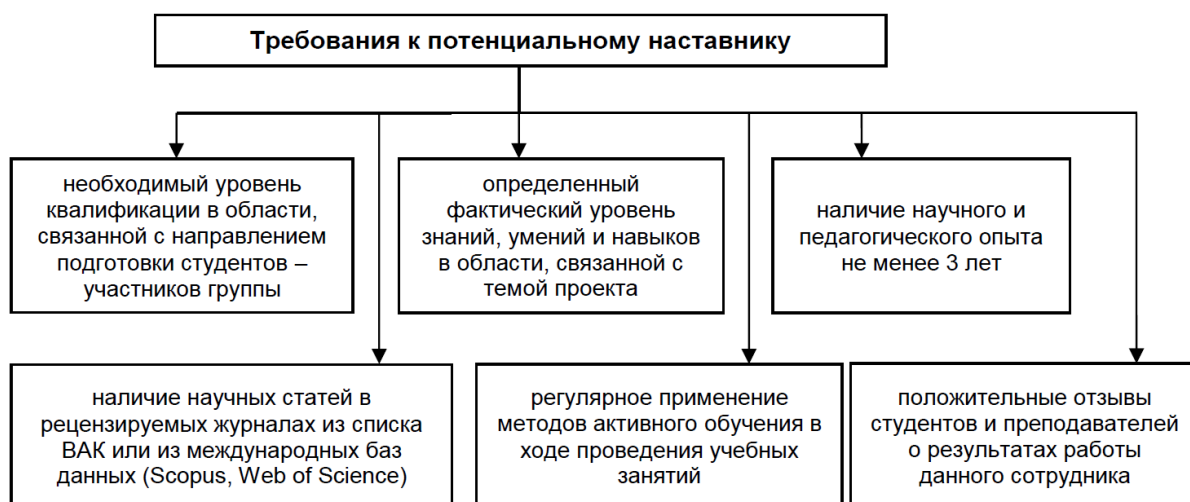 Требования к потенциальному наставнику
необходимый уровень
квалификации в области,
связанной с направлением
подготовки студентов –
участников группы
определенный
фактический уровень
знаний, умений и навыков
в области, связанной с
темой проекта
наличие научного и
педагогического опыта
не менее 3 лет
наличие научных статей в
рецензируемых журналах из списка
ВАК или из международных баз
данных (Scopus, Web of Science)
регулярное применение
методов активного обучения в
ходе проведения учебных
занятий
положительные отзывы
студентов и преподавателей
о результатах работы
данного сотрудника